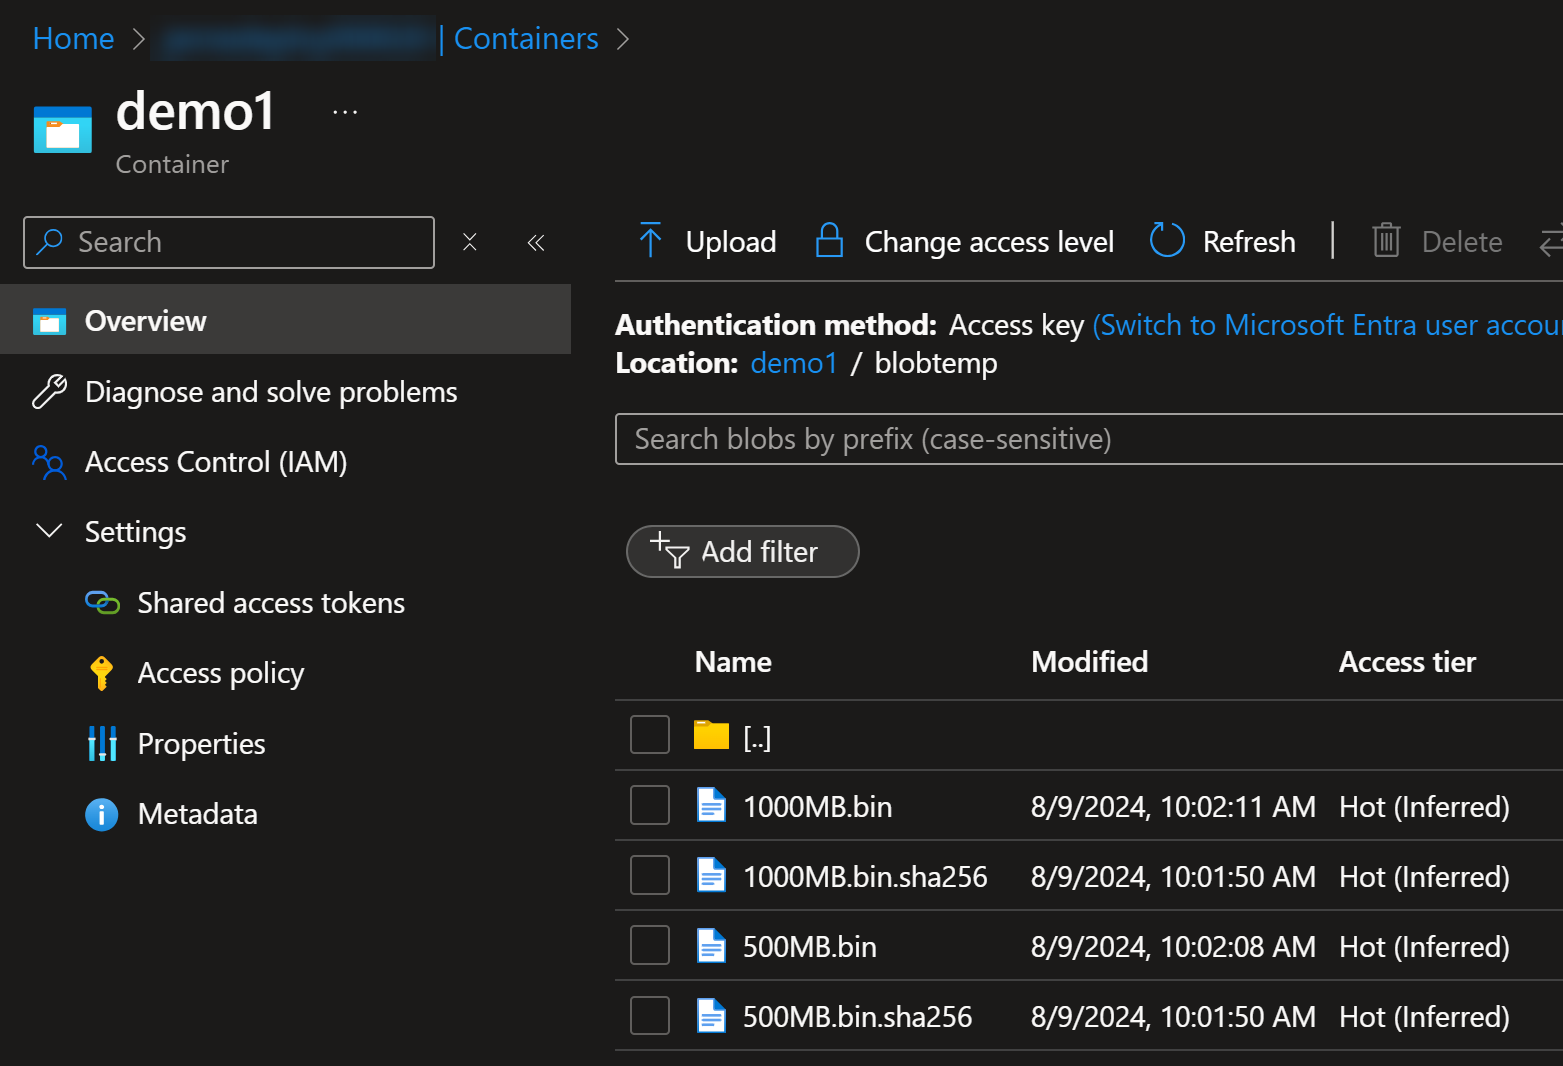 Home > | Containers >
demo1 ...
Container
Search
Overview
Diagnose and solve problems
Access Control (IAM)
Settings
Shared access tokens
Access policy
Properties
Metadata
Upload Change access level Refresh | Delete
Authentication method: Access key (Switch to Microsoft Entra user
Location: demo1 / blobtemp
Search blobs by prefix (case-sensitive)
Add filter
Name Modified Access tier
[..]
1000MB.bin 8/9/2024, 10:02:11 AM Hot (Inferred)
1000MB.bin.sha256 8/9/2024, 10:01:50 AM Hot (Inferred)
500MB.bin 8/9/2024, 10:02:08 AM Hot (Inferred)
500MB.bin.sha256 8/9/2024, 10:01:50 AM Hot (Inferred)